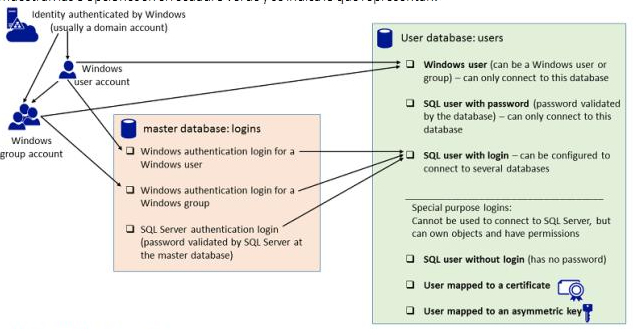 Identity authenticated by Windows
(usually a domain account)
Windows
user account
Windows
group account
master database: logins
Windows authentication login for a
Windows user
Windows authentication login for a
Windows group
SQL Server authentication login
(password validated by SQL Server at
the master database)
User database: users
Windows user (can be a Windows user or
group) – can only connect to this database
SQL user with password (password validated
by the database) – can only connect to this
database
SQL user with login – can be configured to
connect to several databases
Special purpose logins:
Cannot be used to connect to SQL Server, but
can own objects and have permissions
SQL user without login (has no password)
User mapped to a certificate
User mapped to an asymmetric key